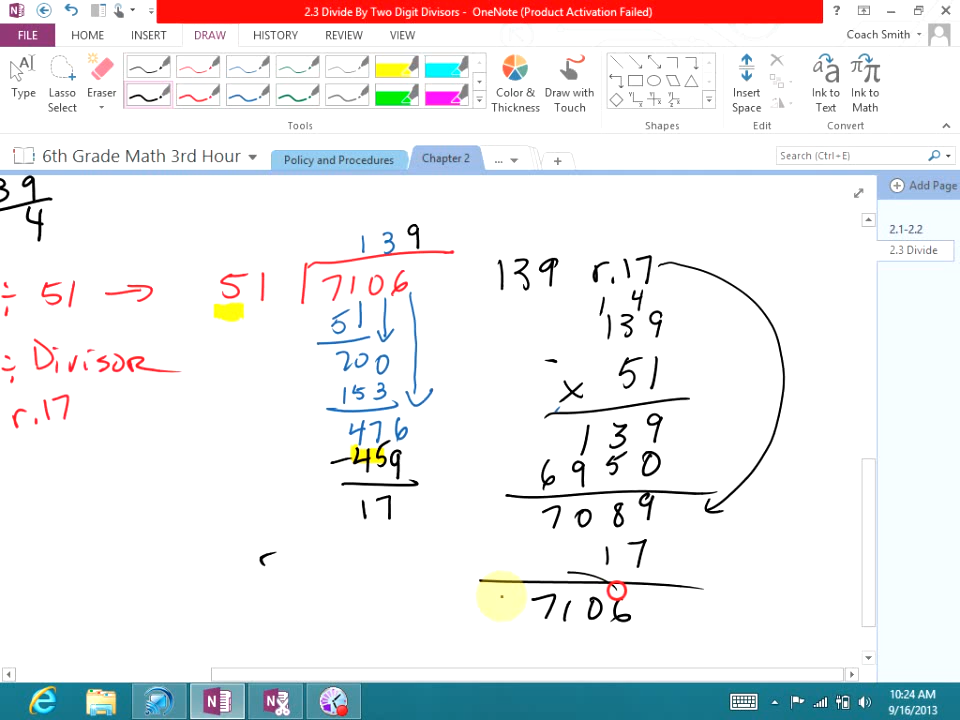 2.3 Divide By Two Digit Divisors - OneNote (Product Activation Failed)
?
FILE HOME INSERT DRAW HISTORY REVIEW VIEW
Coach Smith
Type
Lasso Select
Eraser
Color & Thickness
Draw with Touch
Insert Space
Ink to Text
Ink to Math
Tools
Shapes
Edit
Convert
6th Grade Math 3rd Hour
Policy and Procedures
Chapter 2
...
+
Search (Ctrl+E)
Add Page
2.1-2.2
2.3 Divide
39
4
÷ 51 →
÷ Divisor
r.17
139
51 7106
51
200
153
476
-459
17
r
139 r.17
1 4
139
x 51
139
6950
7089
17
7106
10:24 AM
9/16/2013